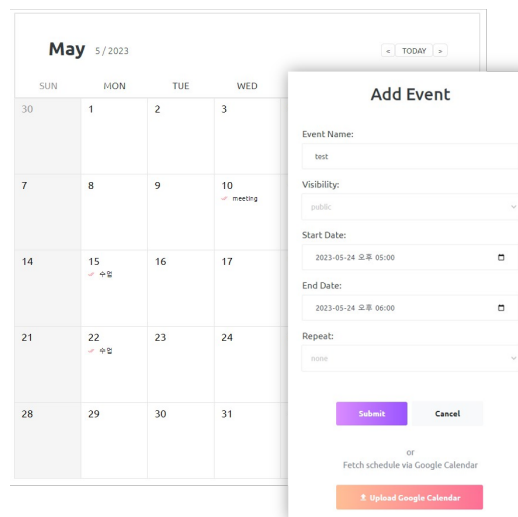 May 5 / 2023
< TODAY >
SUN MON TUE WED
30 1 2 3
7 8 9 10
meeting
14 15 16 17
수업
21 22 23 24
수업
28 29 30 31
Add Event
Event Name:
test
Visibility:
public
Start Date:
2023-05-24 오후 05:00
End Date:
2023-05-24 오후 06:00
Repeat:
none
Submit Cancel
or
Fetch schedule via Google Calendar
Upload Google Calendar